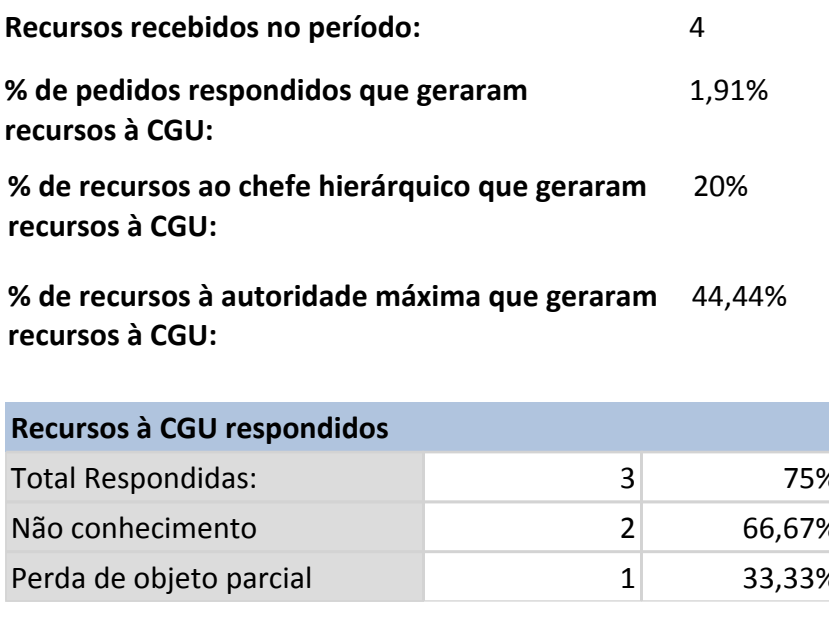 Recursos recebidos no período: 4
% de pedidos respondidos que geraram 1,91%
recursos à CGU:
% de recursos ao chefe hierárquico que geraram 20%
recursos à CGU:
% de recursos à autoridade máxima que geraram 44,44%
recursos à CGU:
Recursos à CGU respondidos
Total Respondidas: 3 75%
Não conhecimento 2 66,67%
Perda de objeto parcial 1 33,33%